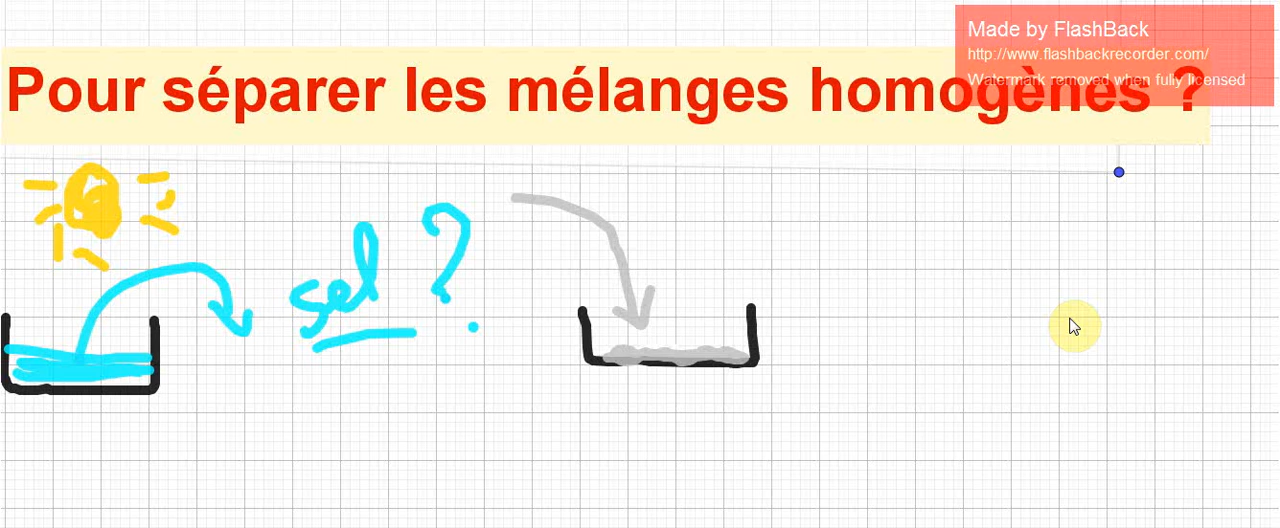 Made by FlashBack
http://www.flashbackrecorder.com/
Watermark removed when fully licensed
Pour séparer les mélanges homogènes ?
sel ?